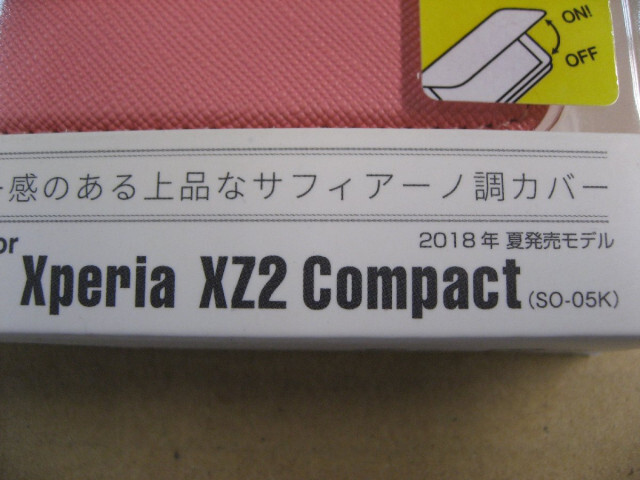 ON!
OFF
感のある上品なサフィアーノ調カバー
2018年 夏発売モデル
Xperia XZ2 Compact (SO-05K)